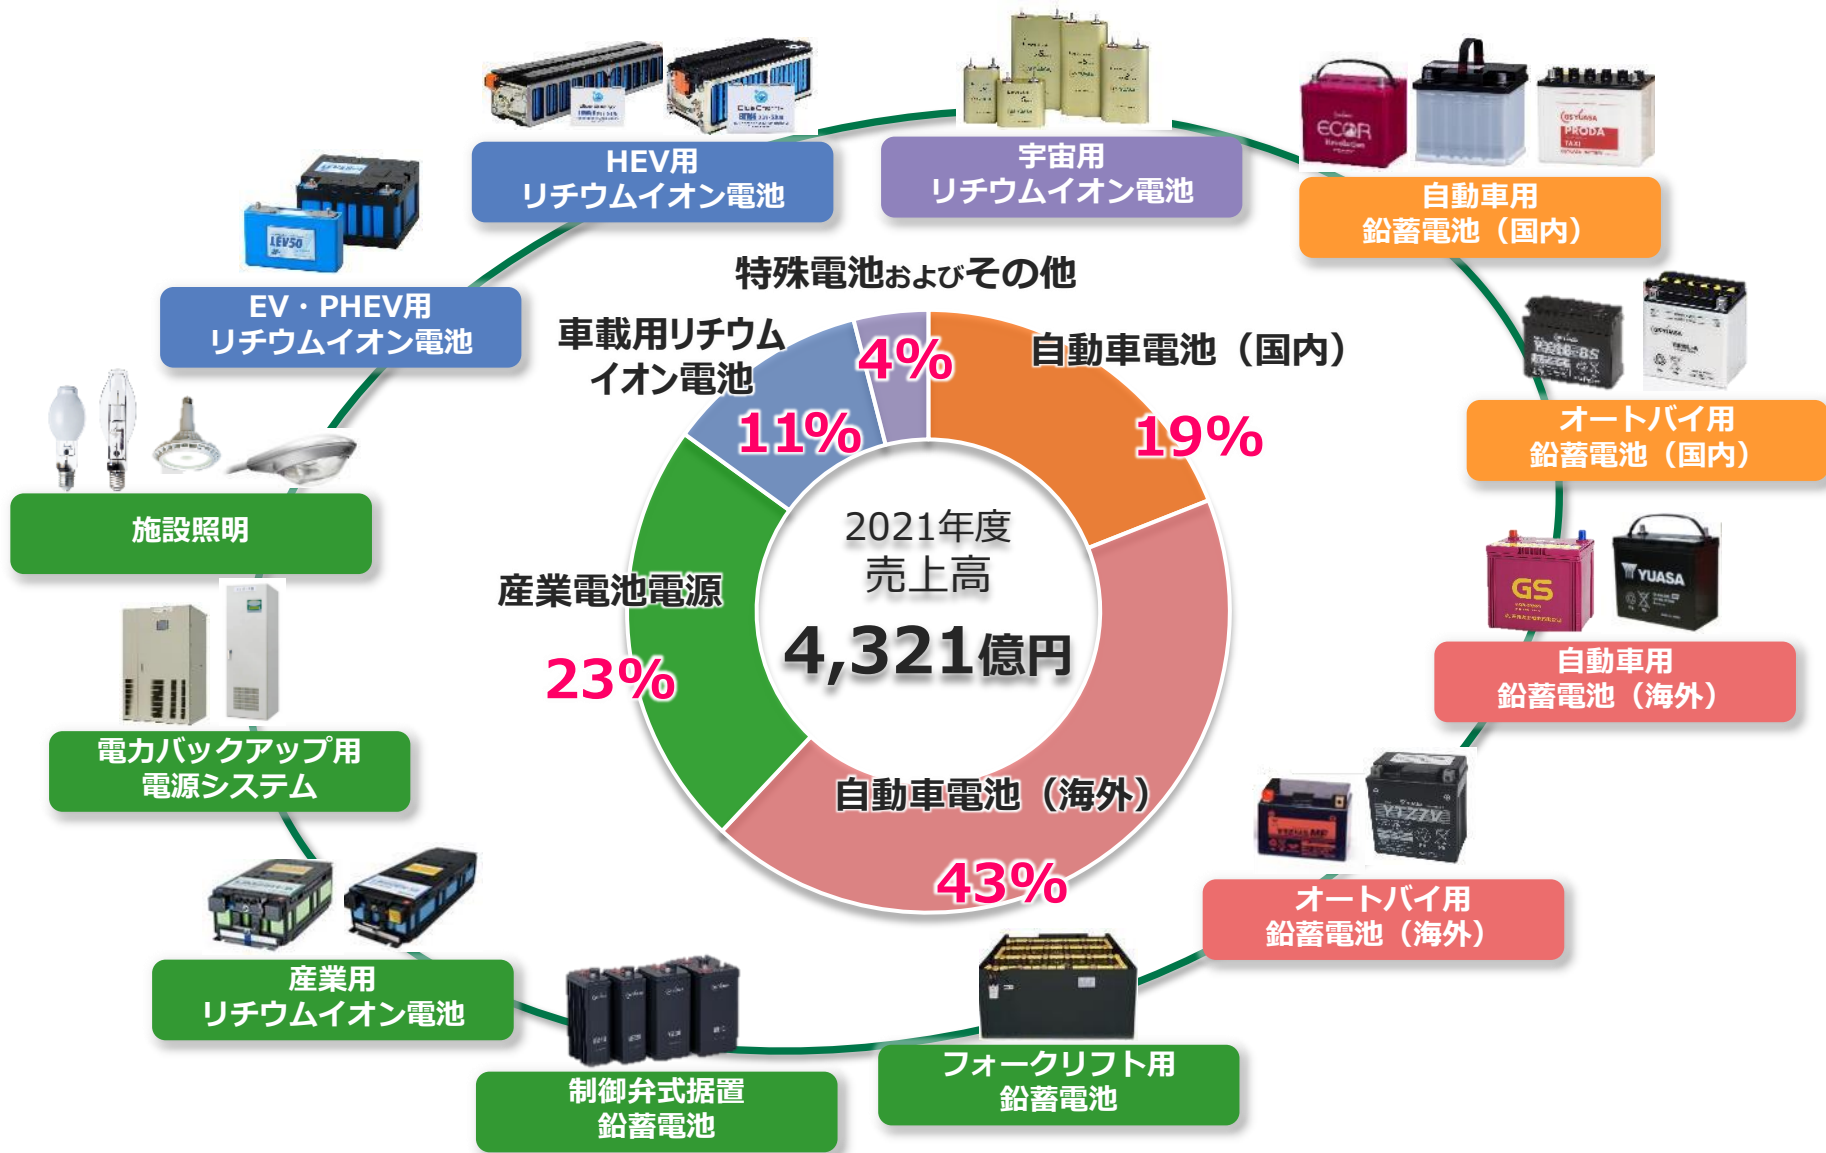 HEV用
リチウムイオン電池
宇宙用
リチウムイオン電池
自動車用
鉛蓄電池（国内）
EV・PHEV用
リチウムイオン電池
オートバイ用
鉛蓄電池（国内）
施設照明
自動車用
鉛蓄電池（海外）
電力バックアップ用
電源システム
オートバイ用
鉛蓄電池（海外）
産業用
リチウムイオン電池
制御弁式据置
鉛蓄電池
フォークリフト用
鉛蓄電池
特殊電池およびその他
4%
車載用リチウム
イオン電池
11%
自動車電池（国内）
19%
産業電池電源
23%
自動車電池（海外）
43%
2021年度
売上高
4,321億円
LEV50
ECO.R
Revolution
GS YUASA
PRODA
TAXI
GS
YUASA
YTZ7V